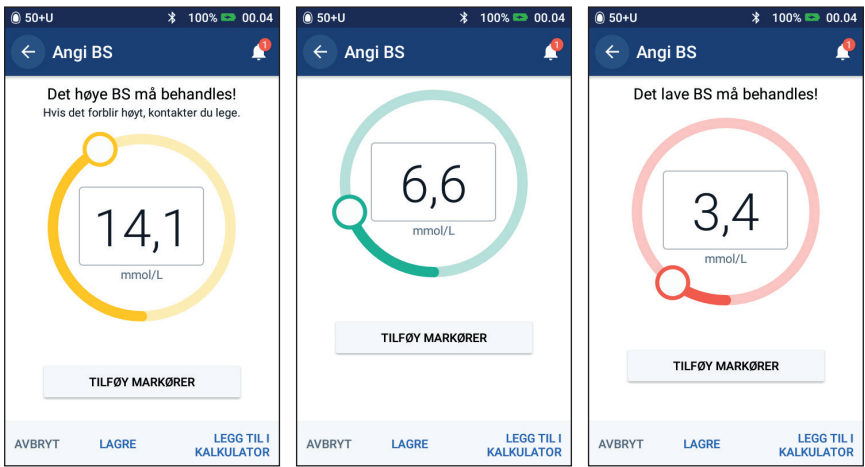 50+U 100% 00.04
Angi BS
1
Det høye BS må behandles!
Hvis det forblir høyt, kontakter du lege.
14,1
mmol/L
TILFØY MARKØRER
AVBRYT LAGRE LEGG TIL I
KALKULATOR
50+U 100% 00.04
Angi BS
1
6,6
mmol/L
TILFØY MARKØRER
AVBRYT LAGRE LEGG TIL I
KALKULATOR
50+U 100% 00.04
Angi BS
1
Det lave BS må behandles!
3,4
mmol/L
TILFØY MARKØRER
AVBRYT LAGRE LEGG TIL I
KALKULATOR